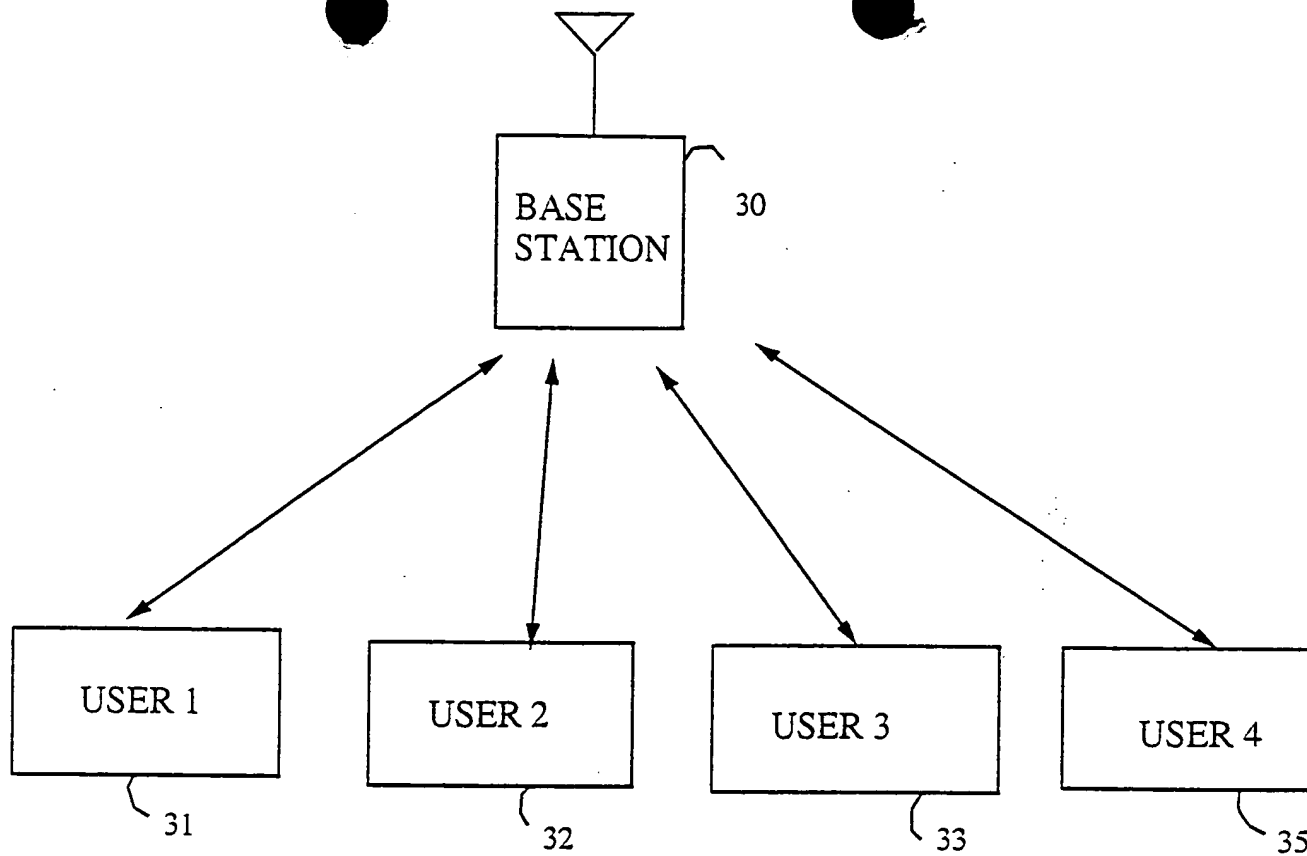 BASE
STATION
30
USER 1
USER 2
USER 3
USER 4
31
32
33
35